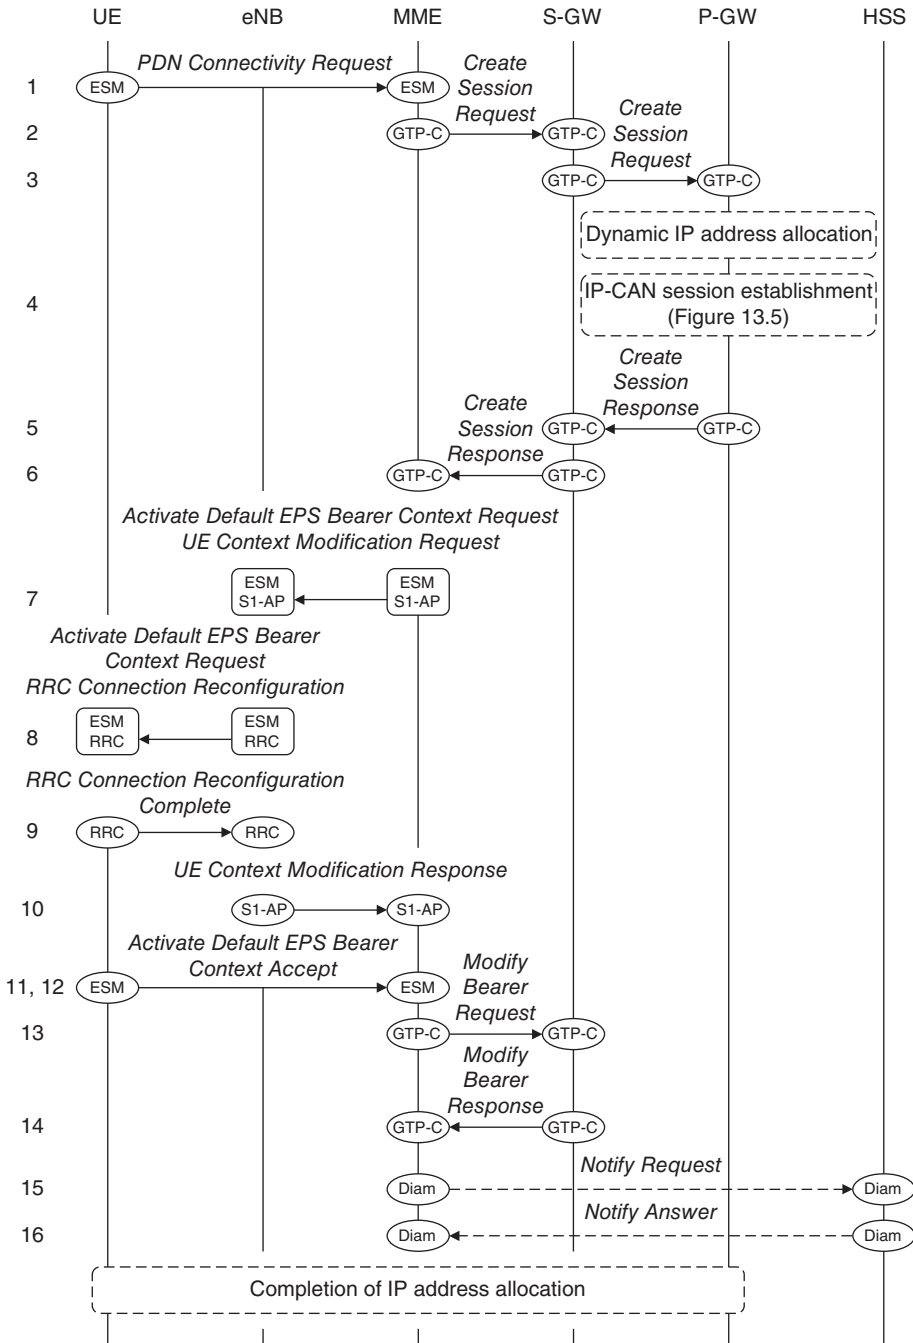 UE eNB MME S-GW P-GW HSS
PDN Connectivity Request
Create
Session
Request
1 ESM ESM
Create
Session
Request
2 GTP-C GTP-C
3 GTP-C GTP-C
Dynamic IP address allocation
4
IP-CAN session establishment
(Figure 13.5)
Create
Session
Response
5 GTP-C GTP-C
Create
Session
Response
6 GTP-C GTP-C
Activate Default EPS Bearer Context Request
UE Context Modification Request
7
ESM ESM
S1-AP S1-AP
Activate Default EPS Bearer
Context Request
RRC Connection Reconfiguration
8
ESM ESM
RRC RRC
RRC Connection Reconfiguration
Complete
9 RRC RRC
UE Context Modification Response
10 S1-AP S1-AP
Activate Default EPS Bearer
Context Accept
11, 12 ESM ESM
Modify
Bearer
Request
13 GTP-C GTP-C
Modify
Bearer
Response
14 GTP-C GTP-C
Notify Request
15 Diam Diam
Notify Answer
16 Diam Diam
Completion of IP address allocation